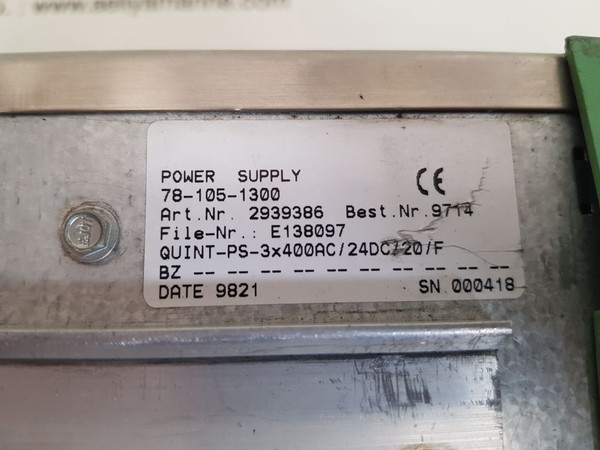 POWER SUPPLY
78-105-1300
Art.Nr. 2939386 Best.Nr.9714
File-Nr.: E138097
QUINT-PS-3x400AC/24DC/20/F
BZ -- -- -- -- -- -- -- -- -- -- --
DATE 9821 SN 000418
CE